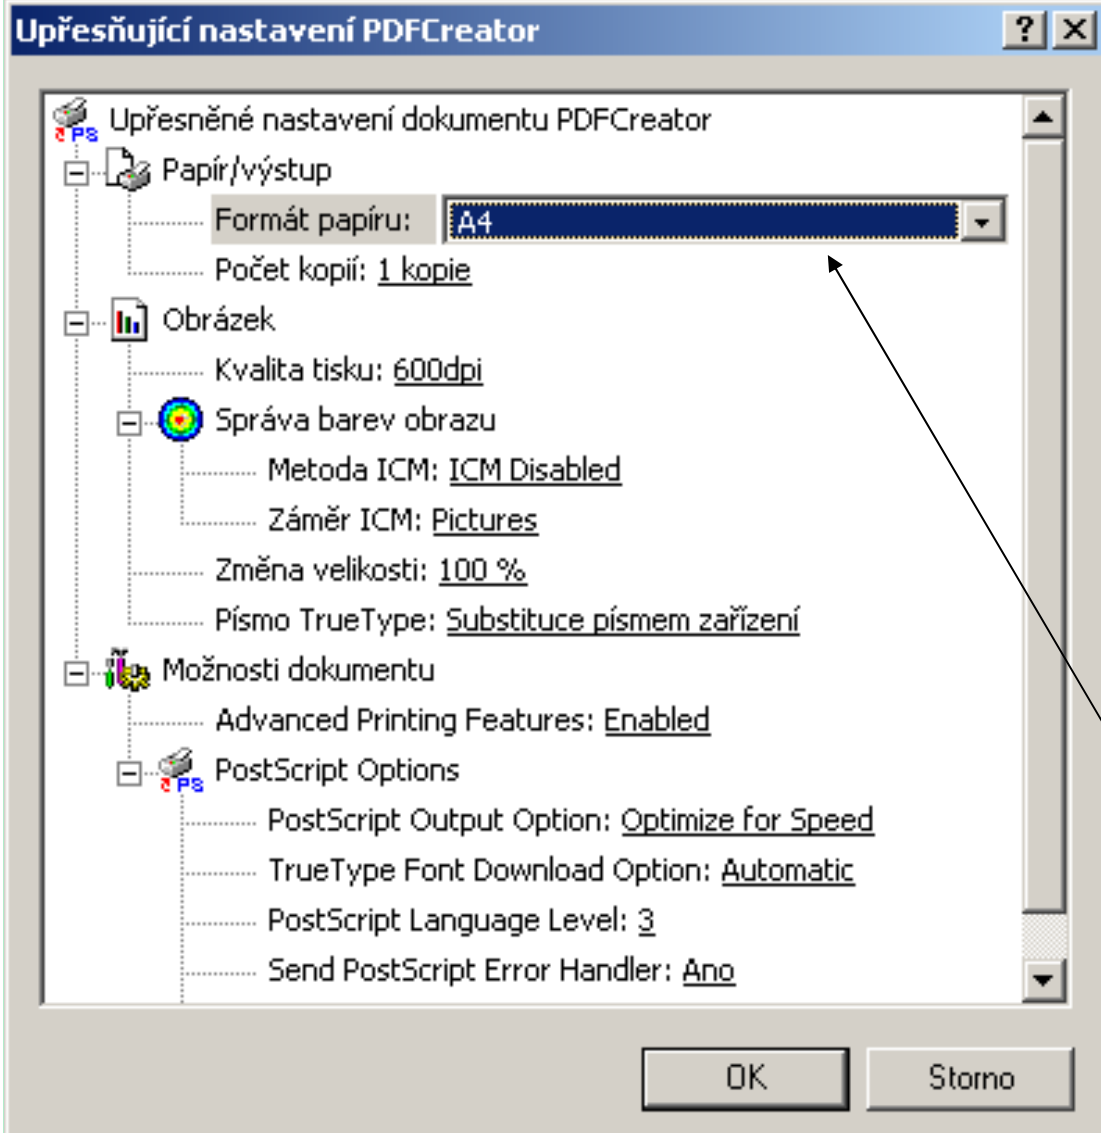 Upřesňující nastavení PDFCreator
Upřesněné nastavení dokumentu PDFCreator
Papír/výstup
Formát papíru: A4
Počet kopií: 1 kopie
Obrázek
Kvalita tisku: 600dpi
Správa barev obrazu
Metoda ICM: ICM Disabled
Záměr ICM: Pictures
Změna velikosti: 100 %
Písmo TrueType: Substituce písmem zařízení
Možnosti dokumentu
Advanced Printing Features: Enabled
PostScript Options
PostScript Output Option: Optimize for Speed
TrueType Font Download Option: Automatic
PostScript Language Level: 3
Send PostScript Error Handler: Ano
OK Storno